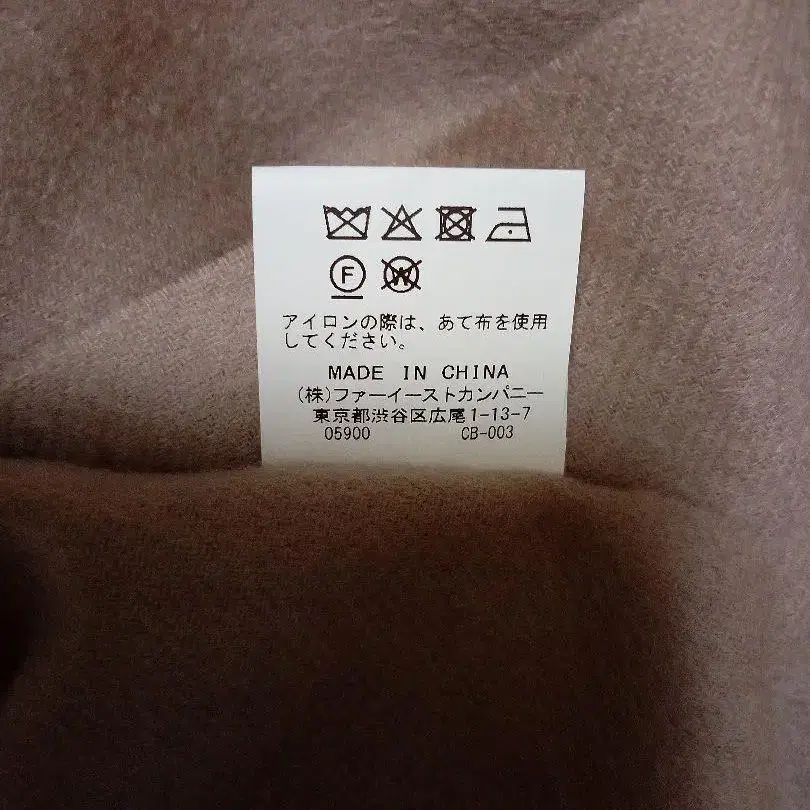 F W
アイロンの際は、あて布を使用
してください。
MADE IN CHINA
(株)ファーイーストカンパニー
東京都渋谷区広尾1-13-7
05900 CB-003